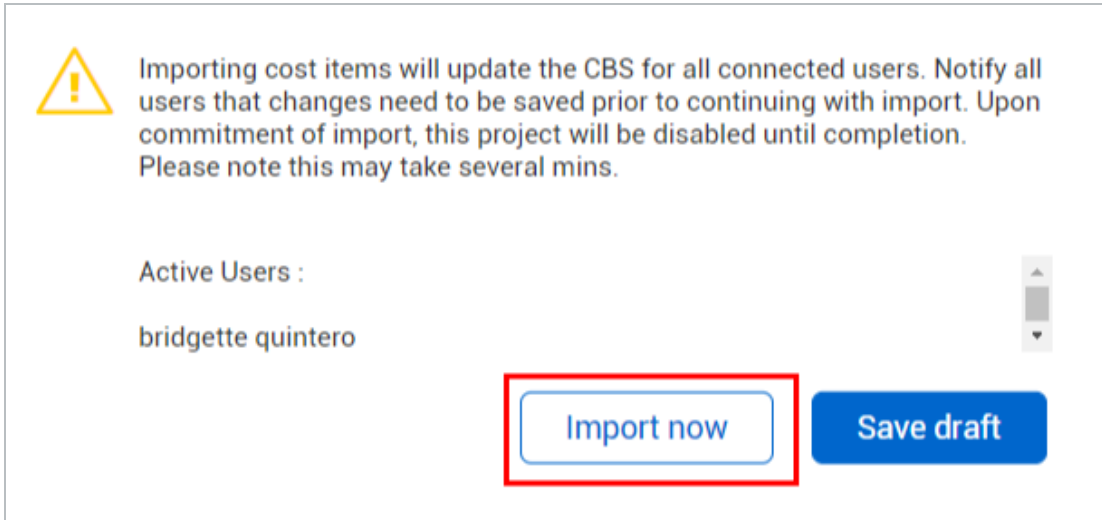 Importing cost items will update the CBS for all connected users. Notify all
users that changes need to be saved prior to continuing with import. Upon
commitment of import, this project will be disabled until completion.
Please note this may take several mins.
Active Users :
bridgette quintero
Import now
Save draft